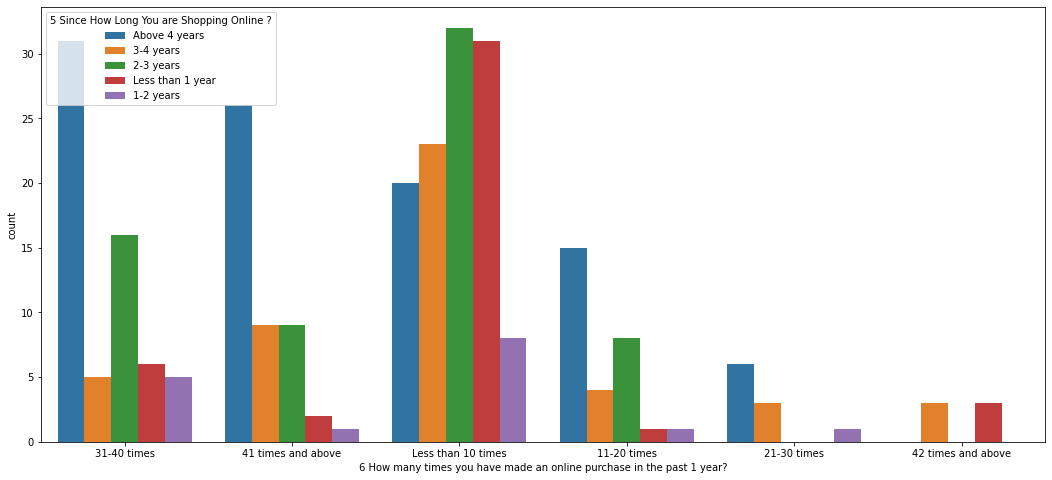 5 Since How Long You are Shopping Online ?
Above 4 years
3-4 years
2-3 years
Less than 1 year
1-2 years
count
30
25
20
15
10
5
0
31-40 times
41 times and above
Less than 10 times
11-20 times
21-30 times
42 times and above
6 How many times you have made an online purchase in the past 1 year?